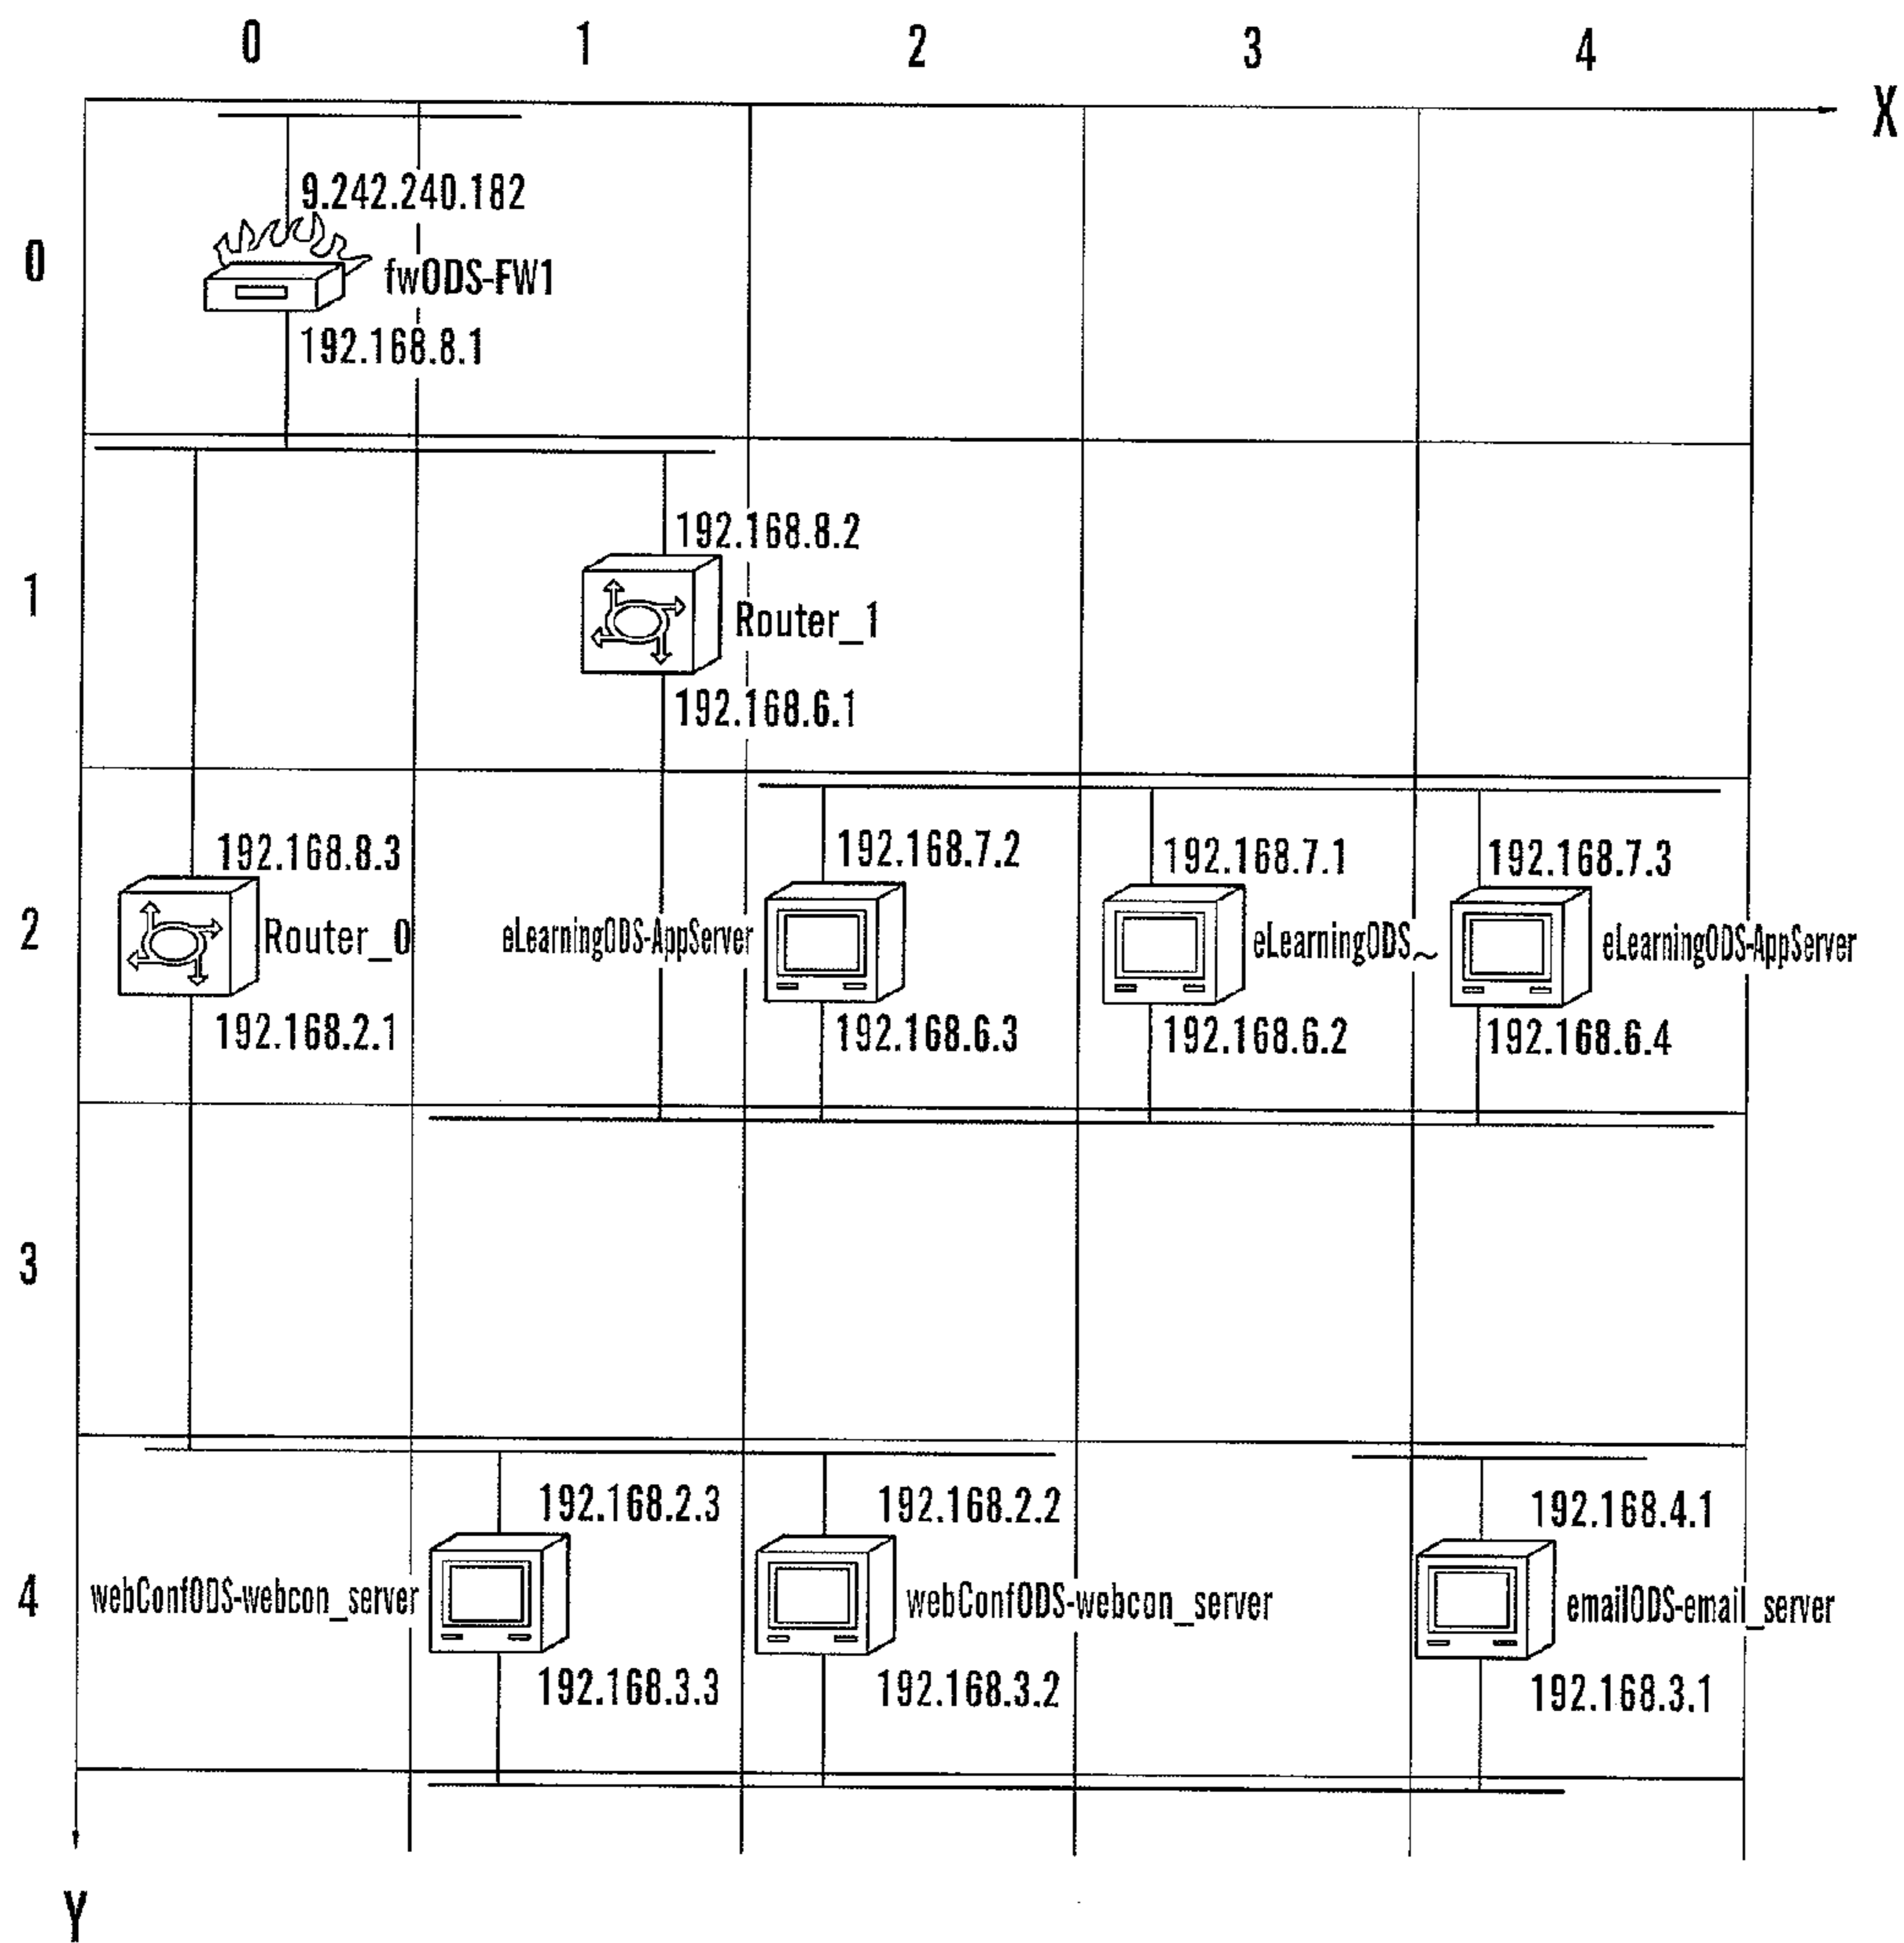 0 1 2 3 4
X
0
9.242.240.182
fwODS-FW1
192.168.8.1
1
192.168.8.2
Router_1
192.168.6.1
2
192.168.8.3
Router_0
192.168.2.1
192.168.7.2
eLearningODS-AppServer
192.168.6.3
192.168.7.1
eLearningODS~
192.168.6.2
192.168.7.3
eLearningODS-AppServer
192.168.6.4
3
4
192.168.2.3
webConfODS-webcon_server
192.168.3.3
192.168.2.2
webConfODS-webcon_server
192.168.3.2
192.168.4.1
emailODS-email_server
192.168.3.1
Y